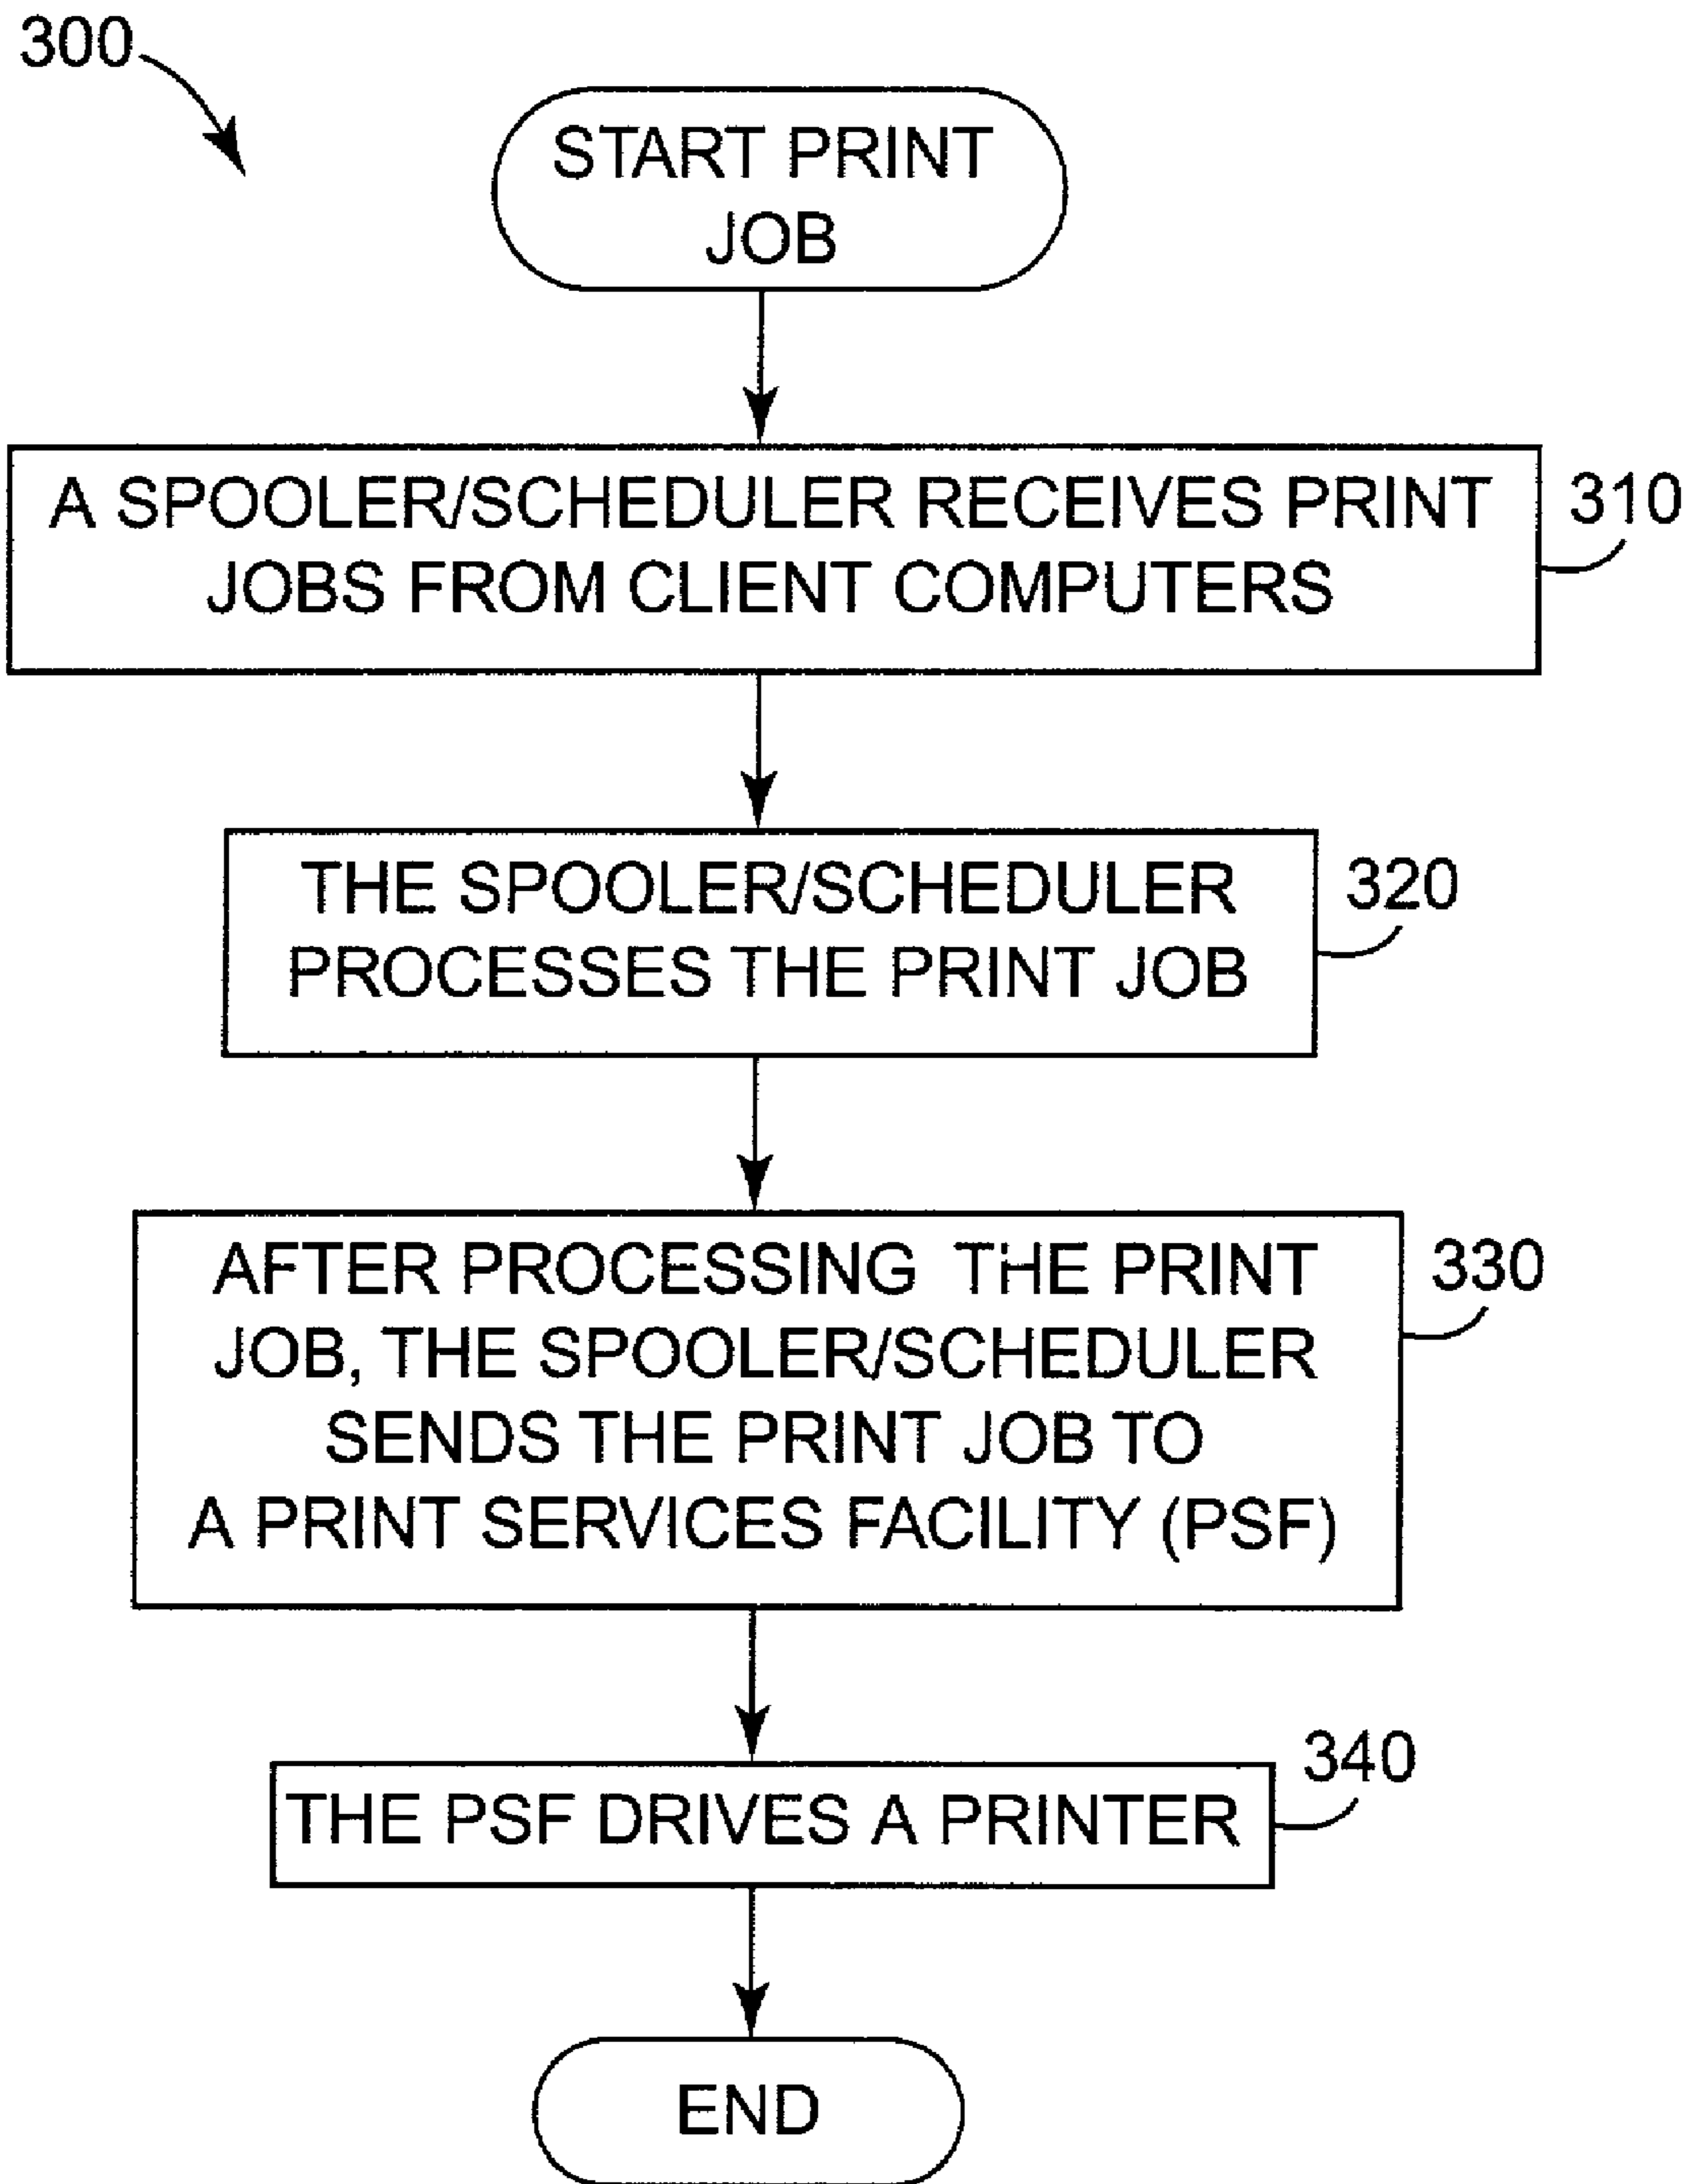 300
START PRINT
JOB
A SPOOLER/SCHEDULER RECEIVES PRINT
JOBS FROM CLIENT COMPUTERS
310
THE SPOOLER/SCHEDULER
PROCESSES THE PRINT JOB
320
AFTER PROCESSING THE PRINT
JOB, THE SPOOLER/SCHEDULER
SENDS THE PRINT JOB TO
A PRINT SERVICES FACILITY (PSF)
330
THE PSF DRIVES A PRINTER
340
END